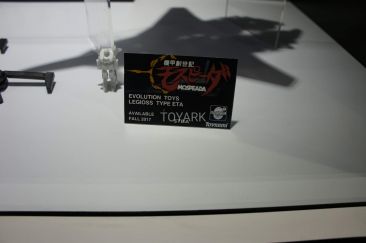 機甲創世記
モスピーダ
MOSPEADA
EVOLUTION TOYS
LEGIOSS TYPE ETA
AVAILABLE
FALL 2017
TOYARK
Toynami